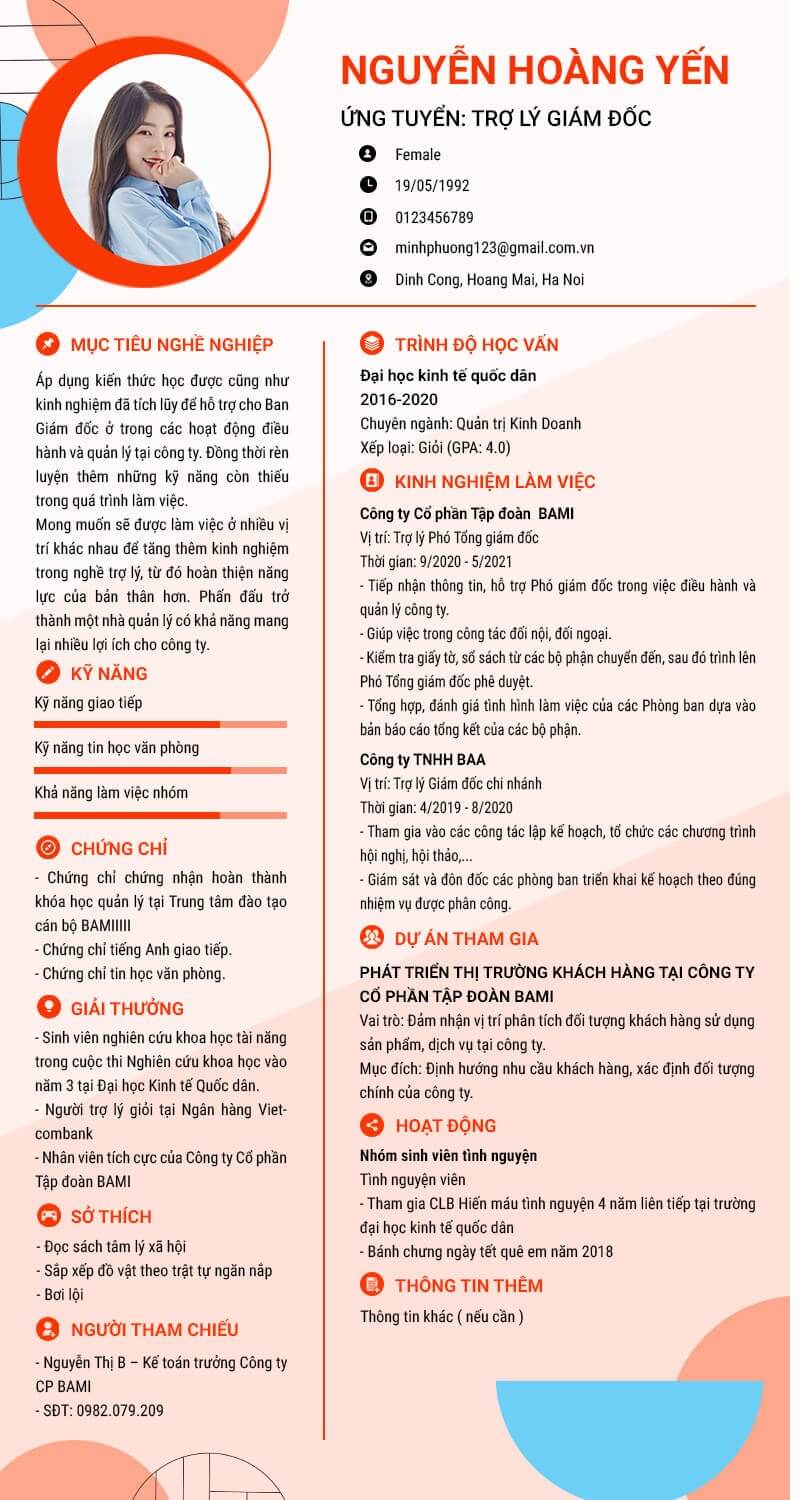 NGUYỄN HOÀNG YẾN
ỨNG TUYỂN: TRỢ LÝ GIÁM ĐỐC
Female
19/05/1992
0123456789
minhphuong123@gmail.com.vn
Dinh Cong, Hoang Mai, Ha Noi
MỤC TIÊU NGHỀ NGHIỆP
Áp dụng kiến thức học được cũng như
kinh nghiệm đã tích lũy để hỗ trợ cho Ban
Giám đốc ở trong các hoạt động điều
hành và quản lý tại công ty. Đồng thời rèn
luyện thêm những kỹ năng còn thiếu
trong quá trình làm việc.
Mong muốn sẽ được làm việc ở nhiều vị
trí khác nhau để tăng thêm kinh nghiệm
trong nghề trợ lý, từ đó hoàn thiện năng
lực của bản thân hơn. Phấn đấu trở
thành một nhà quản lý có khả năng mang
lại nhiều lợi ích cho công ty.
KỸ NĂNG
Kỹ năng giao tiếp
Kỹ năng tin học văn phòng
Khả năng làm việc nhóm
CHỨNG CHỈ
- Chứng chỉ chứng nhận hoàn thành
khóa học quản lý tại Trung tâm đào tạo
cán bộ BAMIIIII
- Chứng chỉ tiếng Anh giao tiếp.
- Chứng chỉ tin học văn phòng.
GIẢI THƯỞNG
- Sinh viên nghiên cứu khoa học tài năng
trong cuộc thi Nghiên cứu khoa học vào
năm 3 tại Đại học Kinh tế Quốc dân.
- Người trợ lý giỏi tại Ngân hàng Viet-
combank
- Nhân viên tích cực của Công ty Cổ phần
Tập đoàn BAMI
SỞ THÍCH
- Đọc sách tâm lý xã hội
- Sắp xếp đồ vật theo trật tự ngăn nắp
- Bơi lội
NGƯỜI THAM CHIẾU
- Nguyễn Thị B – Kế toán trưởng Công ty
CP BAMI
- SĐT: 0982.079.209
TRÌNH ĐỘ HỌC VẤN
Đại học kinh tế quốc dân
2016-2020
Chuyên ngành: Quản trị Kinh Doanh
Xếp loại: Giỏi (GPA: 4.0)
KINH NGHIỆM LÀM VIỆC
Công ty Cổ phần Tập đoàn BAMI
Vị trí: Trợ lý Phó Tổng giám đốc
Thời gian: 9/2020 - 5/2021
- Tiếp nhận thông tin, hỗ trợ Phó giám đốc trong việc điều hành và
quản lý công ty.
- Giúp việc trong công tác đối nội, đối ngoại.
- Kiểm tra giấy tờ, sổ sách từ các bộ phận chuyển đến, sau đó trình lên
Phó Tổng giám đốc phê duyệt.
- Tổng hợp, đánh giá tình hình làm việc của các Phòng ban dựa vào
bản báo cáo tổng kết của các bộ phận.
Công ty TNHH BAA
Vị trí: Trợ lý Giám đốc chi nhánh
Thời gian: 4/2019 - 8/2020
- Tham gia vào các công tác lập kế hoạch, tổ chức các chương trình
hội nghị, hội thảo,...
- Giám sát và đôn đốc các phòng ban triển khai kế hoạch theo đúng
nhiệm vụ được phân công.
DỰ ÁN THAM GIA
PHÁT TRIỂN THỊ TRƯỜNG KHÁCH HÀNG TẠI CÔNG TY
CỔ PHẦN TẬP ĐOÀN BAMI
Vai trò: Đảm nhận vị trí phân tích đối tượng khách hàng sử dụng
sản phẩm, dịch vụ tại công ty.
Mục đích: Định hướng nhu cầu khách hàng, xác định đối tượng
chính của công ty.
HOẠT ĐỘNG
Nhóm sinh viên tình nguyện
Tình nguyện viên
- Tham gia CLB Hiến máu tình nguyện 4 năm liên tiếp tại trường
đại học kinh tế quốc dân
- Bánh chưng ngày tết quê em năm 2018
THÔNG TIN THÊM
Thông tin khác ( nếu cần )